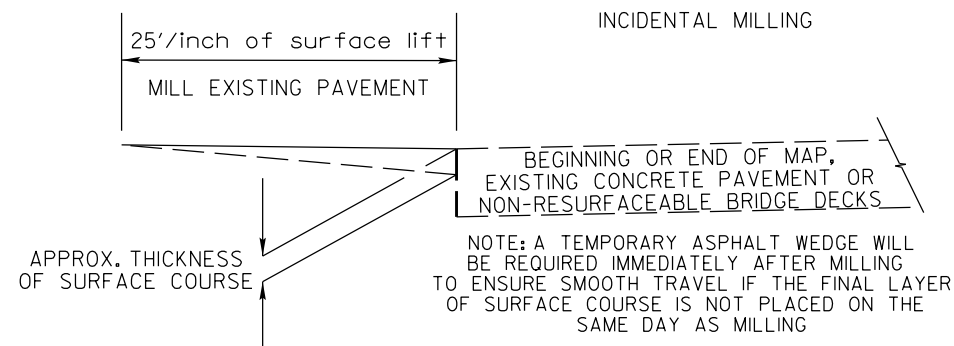 INCIDENTAL MILLING
25'/inch of surface lift
MILL EXISTING PAVEMENT
BEGINNING OR END OF MAP,
EXISTING CONCRETE PAVEMENT OR
NON-RESURFACEABLE BRIDGE DECKS
APPROX. THICKNESS
OF SURFACE COURSE
NOTE: A TEMPORARY ASPHALT WEDGE WILL
BE REQUIRED IMMEDIATELY AFTER MILLING
TO ENSURE SMOOTH TRAVEL IF THE FINAL LAYER
OF SURFACE COURSE IS NOT PLACED ON THE
SAME DAY AS MILLING